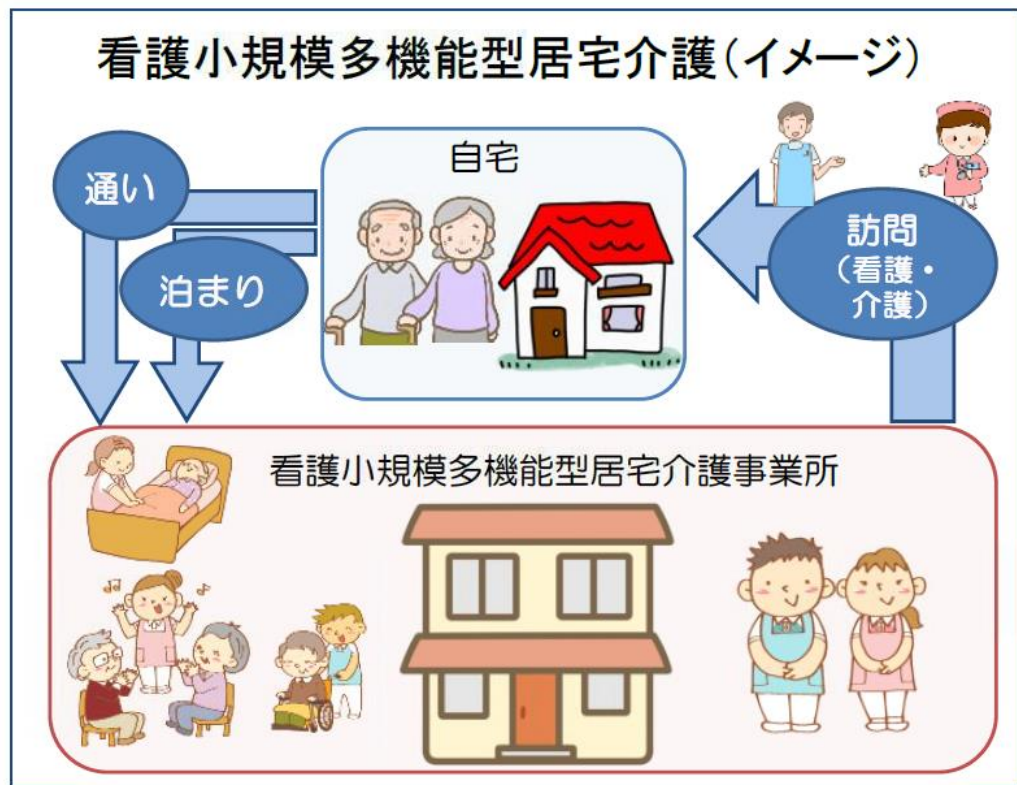 看護小規模多機能型居宅介護(イメージ)
通い
泊まり
自宅
訪問
(看護・
介護)
看護小規模多機能型居宅介護事業所